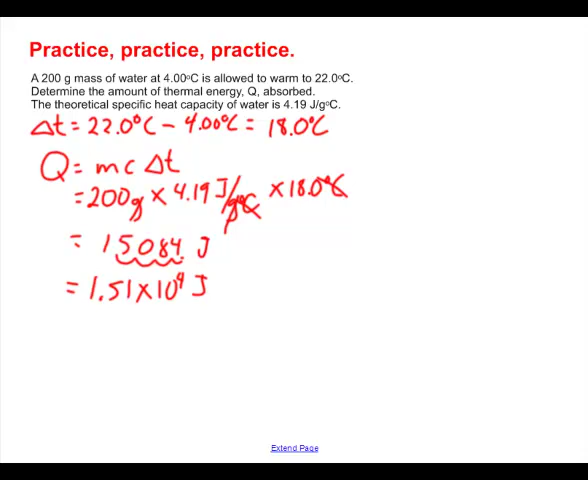 Practice, practice, practice.
A 200 g mass of water at 4.00°C is allowed to warm to 22.0°C.
Determine the amount of thermal energy, Q, absorbed.
The theoretical specific heat capacity of water is 4.19 J/g°C.
Δt = 22.0°C - 4.00°C = 18.0°C
Q = mcΔt
= 200g × 4.19 J/g°C × 18.0°C
= 15084. J
= 1.51 × 10⁴ J
Extend Page